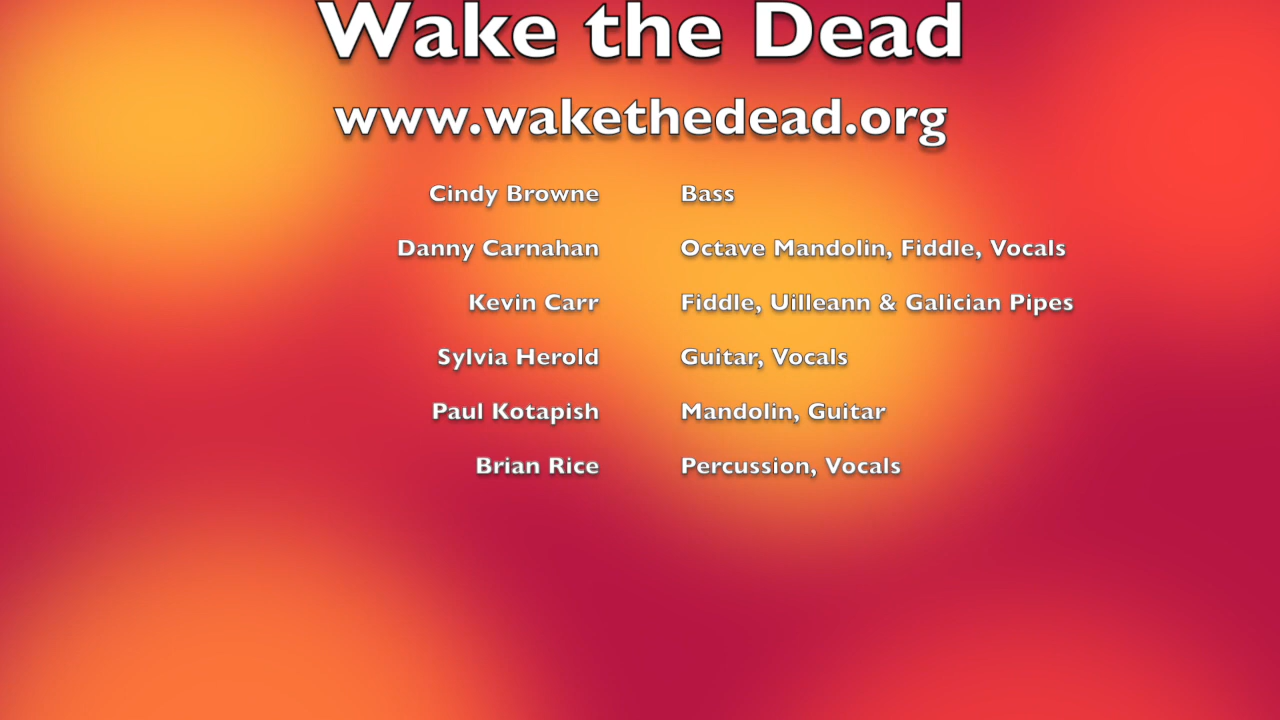 Wake the Dead
www.wakethedead.org
Cindy Browne Bass
Danny Carnahan Octave Mandolin, Fiddle, Vocals
Kevin Carr Fiddle, Uilleann & Galician Pipes
Sylvia Herold Guitar, Vocals
Paul Kotapish Mandolin, Guitar
Brian Rice Percussion, Vocals